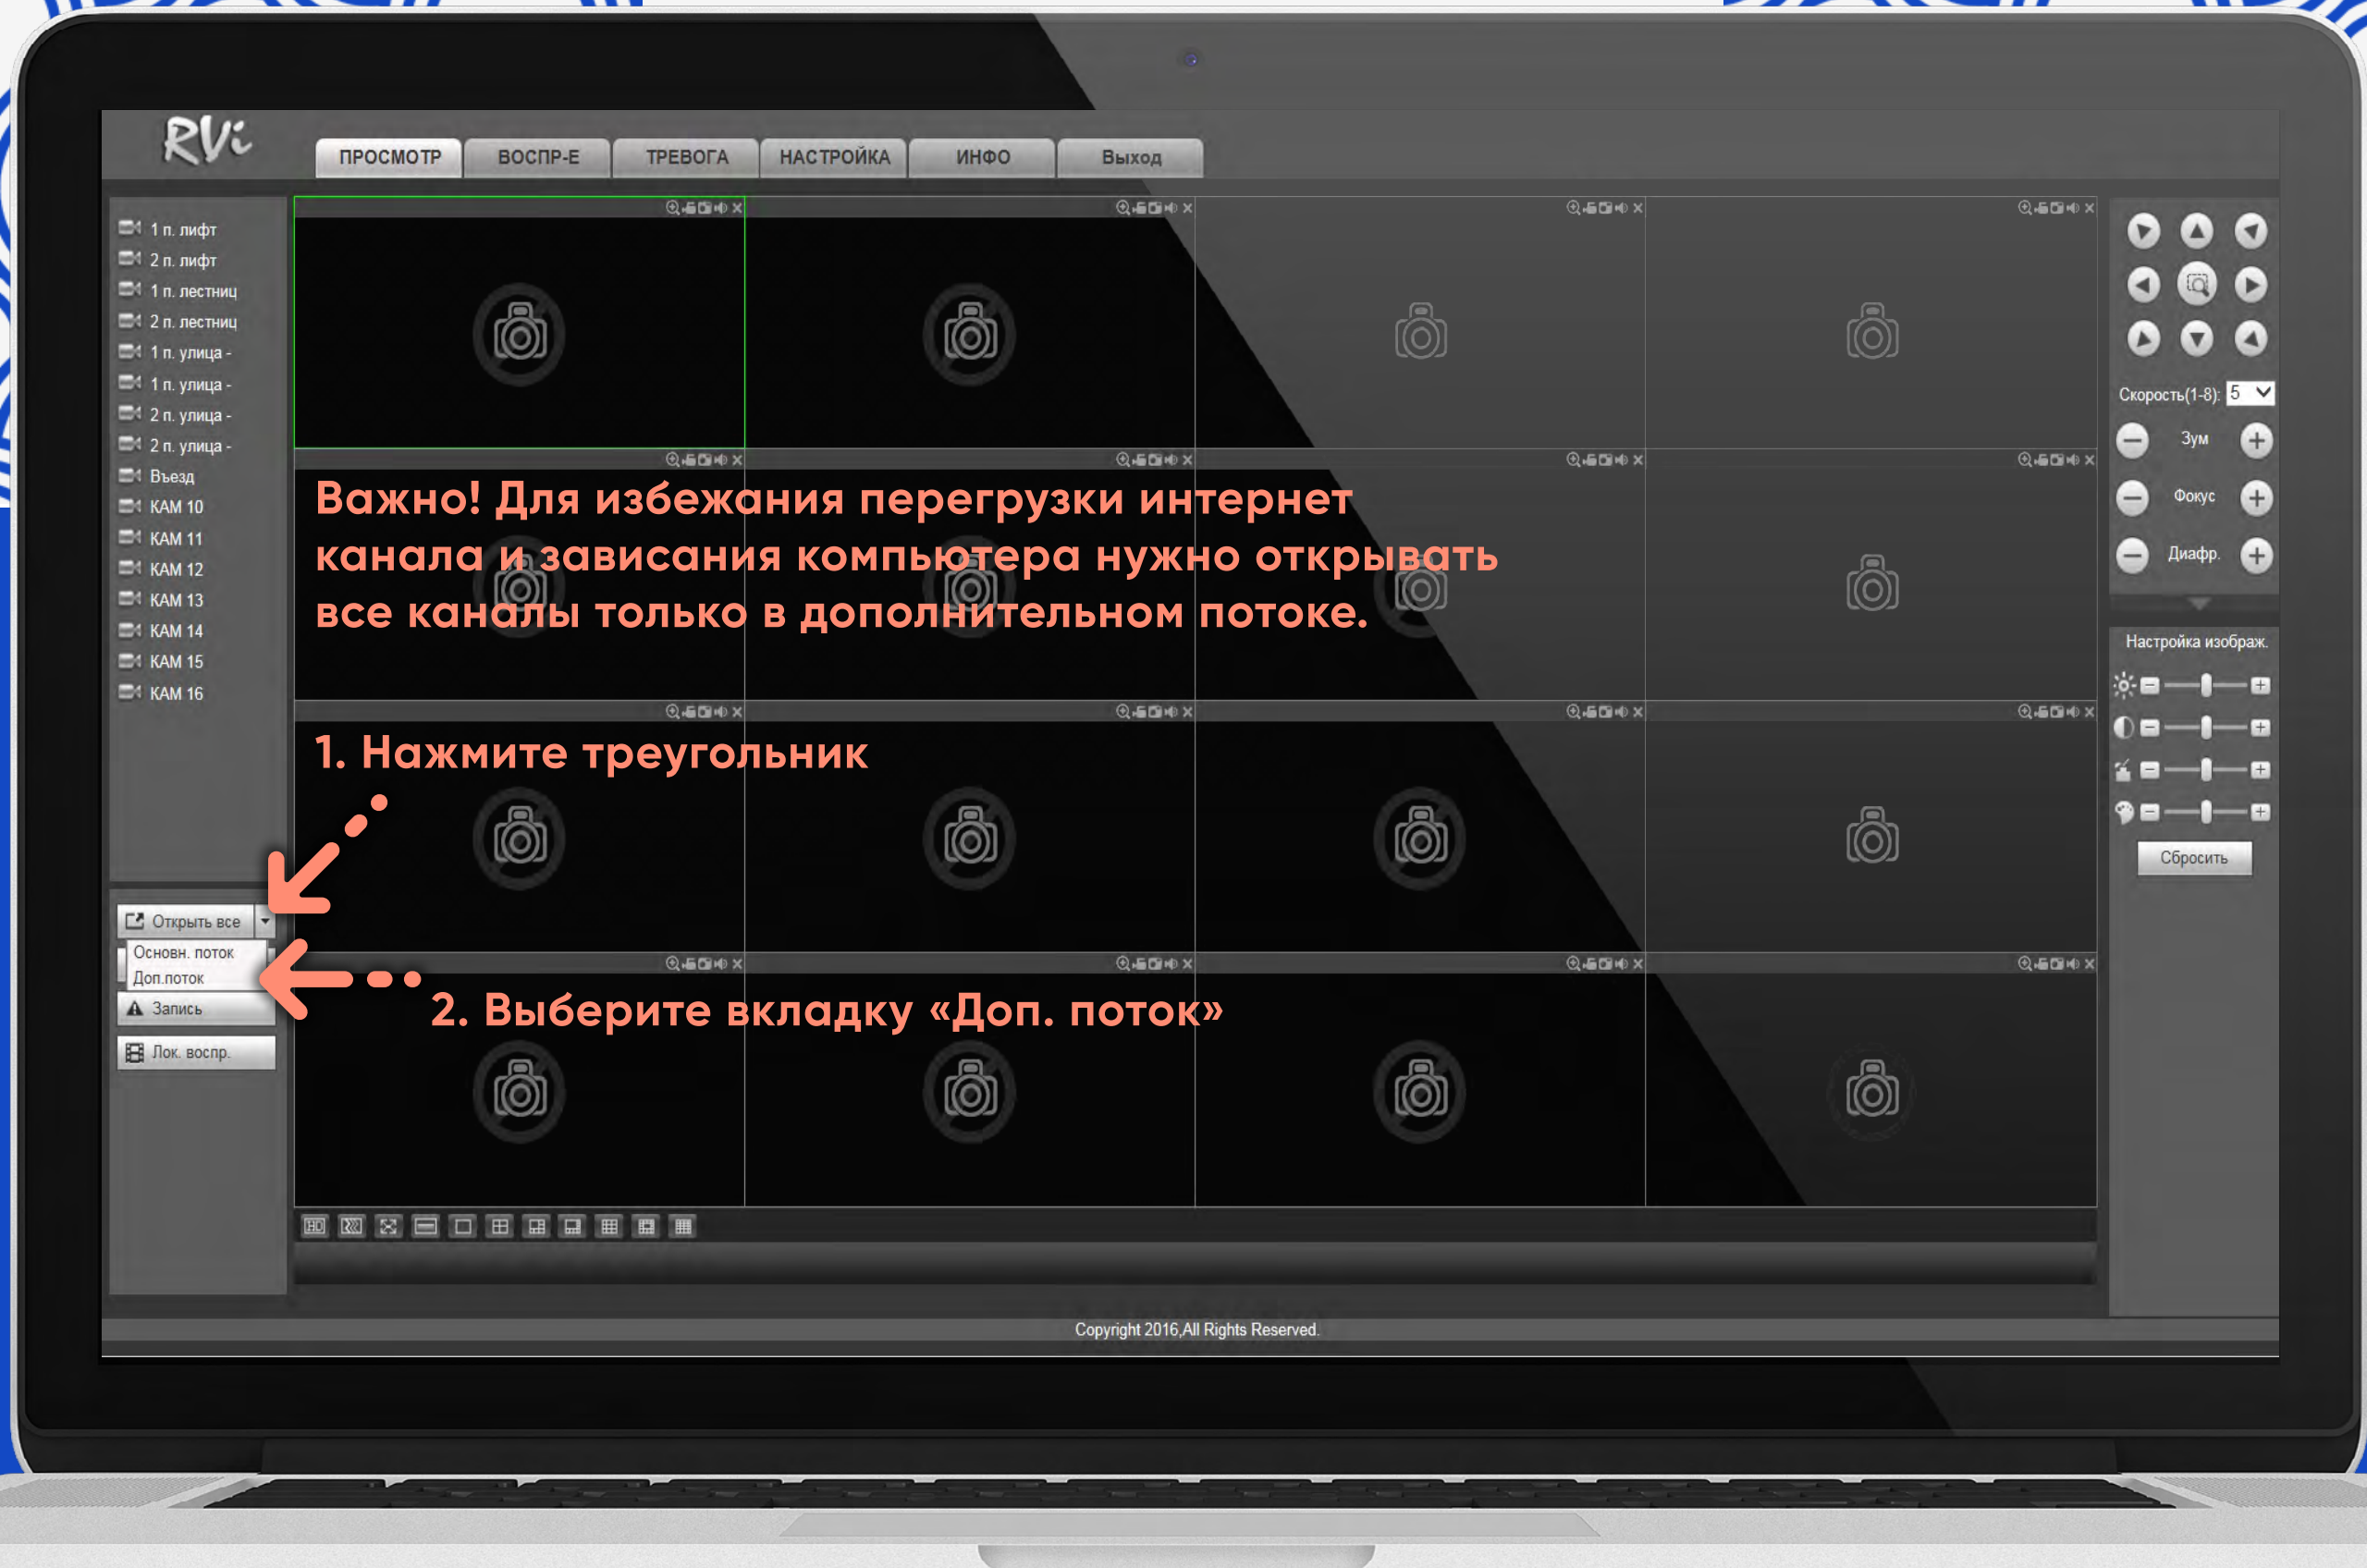 RVi
ПРОСМОТР ВОСПР-Е ТРЕВОГА НАСТРОЙКА ИНФО Выход
1 п. лифт
2 п. лифт
1 п. лестниц
2 п. лестниц
1 п. улица -
1 п. улица -
2 п. улица -
2 п. улица -
Въезд
КАМ 10
КАМ 11
КАМ 12
КАМ 13
КАМ 14
КАМ 15
КАМ 16
Открыть все
Основн. поток
Доп.поток
Запись
Лок. воспр.
Важно! Для избежания перегрузки интернет
канала и зависания компьютера нужно открывать
все каналы только в дополнительном потоке.
1. Нажмите треугольник
2. Выберите вкладку «Доп. поток»
HD
Скорость(1-8): 5
Зум
Фокус
Диафр.
Настройка изображ.
Сбросить
Copyright 2016,All Rights Reserved.